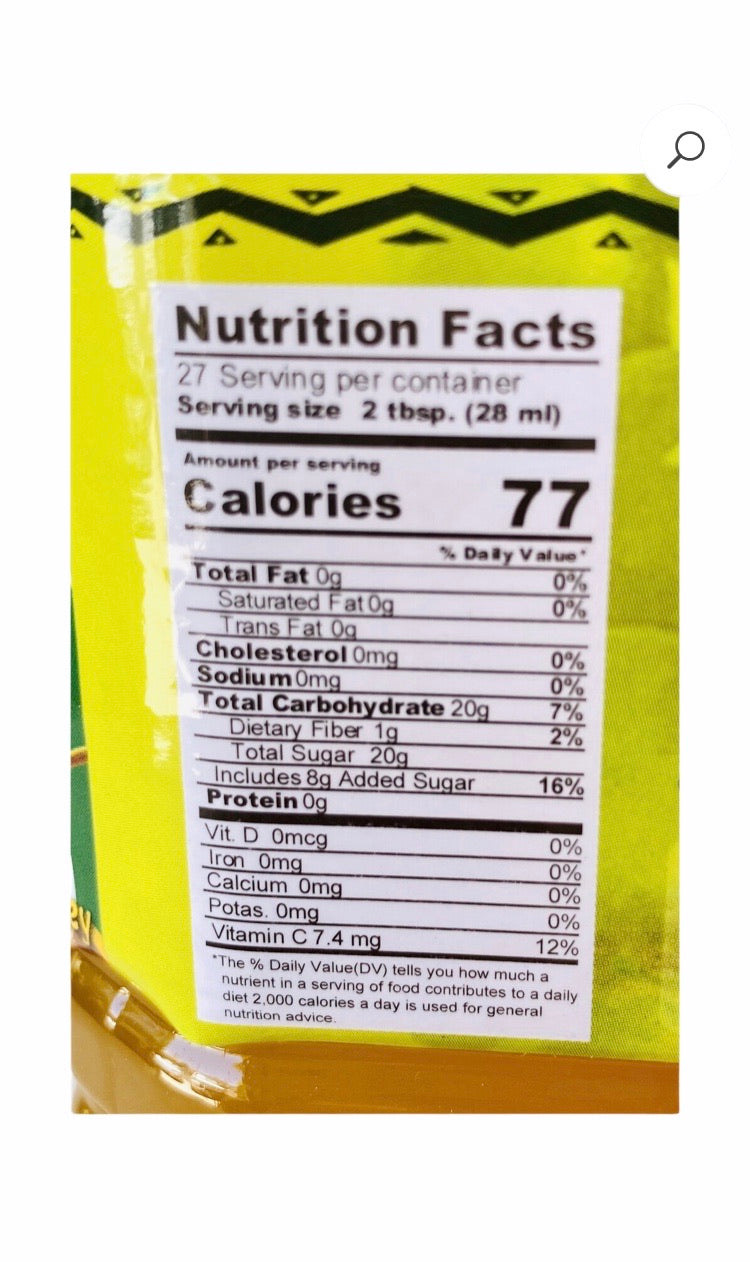 Nutrition Facts
27 Serving per container
Serving size 2 tbsp. (28 ml)
Amount per serving
Calories 77
% Daily Value*
Total Fat 0g 0%
Saturated Fat 0g 0%
Trans Fat 0g
Cholesterol 0mg 0%
Sodium 0mg 0%
Total Carbohydrate 20g 7%
Dietary Fiber 1g 2%
Total Sugar 20g
Includes 8g Added Sugar 16%
Protein 0g
Vit. D 0mcg 0%
Iron 0mg 0%
Calcium 0mg 0%
Potas. 0mg 0%
Vitamin C 7.4 mg 12%
*The % Daily Value(DV) tells you how much a
nutrient in a serving of food contributes to a daily
diet 2,000 calories a day is used for general
nutrition advice.